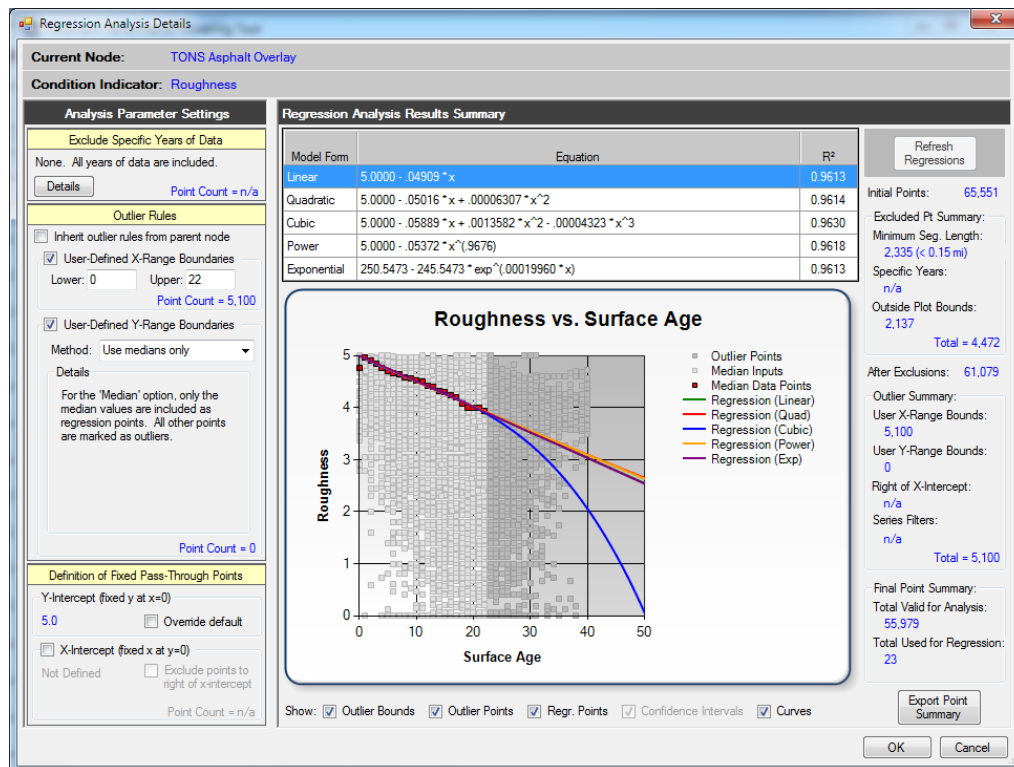 Regression Analysis Details
Current Node: TONS Asphalt Overlay
Condition Indicator: Roughness
Analysis Parameter Settings
Exclude Specific Years of Data
None. All years of data are included.
Details
Point Count = n/a
Outlier Rules
Inherit outlier rules from parent node
User-Defined X-Range Boundaries
Lower: 0 Upper: 22
Point Count = 5,100
User-Defined Y-Range Boundaries
Method: Use medians only
Details
For the 'Median' option, only the
median values are included as
regression points. All other points
are marked as outliers.
Point Count = 0
Definition of Fixed Pass-Through Points
Y-Intercept (fixed y at x=0)
5.0 Override default
X-Intercept (fixed x at y=0)
Not Defined Exclude points to
right of x-intercept
Point Count = n/a
Regression Analysis Results Summary
Model Form Equation R²
Linear 5.0000 - .04909 * x 0.9613
Quadratic 5.0000 - .05016 * x + .00006307 * x^2 0.9614
Cubic 5.0000 - .05889 * x + .0013582 * x^2 - .00004323 * x^3 0.9630
Power 5.0000 - .05372 * x^(.9676) 0.9618
Exponential 250.5473 - 245.5473 * exp^(.00019960 * x) 0.9613
Roughness vs. Surface Age
5
4
3
2
1
0
Roughness
0 10 20 30 40 50
Surface Age
Outlier Points
Median Inputs
Median Data Points
Regression (Linear)
Regression (Quad)
Regression (Cubic)
Regression (Power)
Regression (Exp)
Show: Outlier Bounds Outlier Points Regr. Points Confidence Intervals Curves
Refresh
Regressions
Initial Points: 65,551
Excluded Pt Summary:
Minimum Seg. Length:
2,335 (< 0.15 mi)
Specific Years:
n/a
Outside Plot Bounds:
2,137
Total = 4,472
After Exclusions: 61,079
Outlier Summary:
User X-Range Bounds:
5,100
User Y-Range Bounds:
0
Right of X-Intercept:
n/a
Series Filters:
n/a
Total = 5,100
Final Point Summary:
Total Valid for Analysis:
55,979
Total Used for Regression:
23
Export Point
Summary
OK Cancel